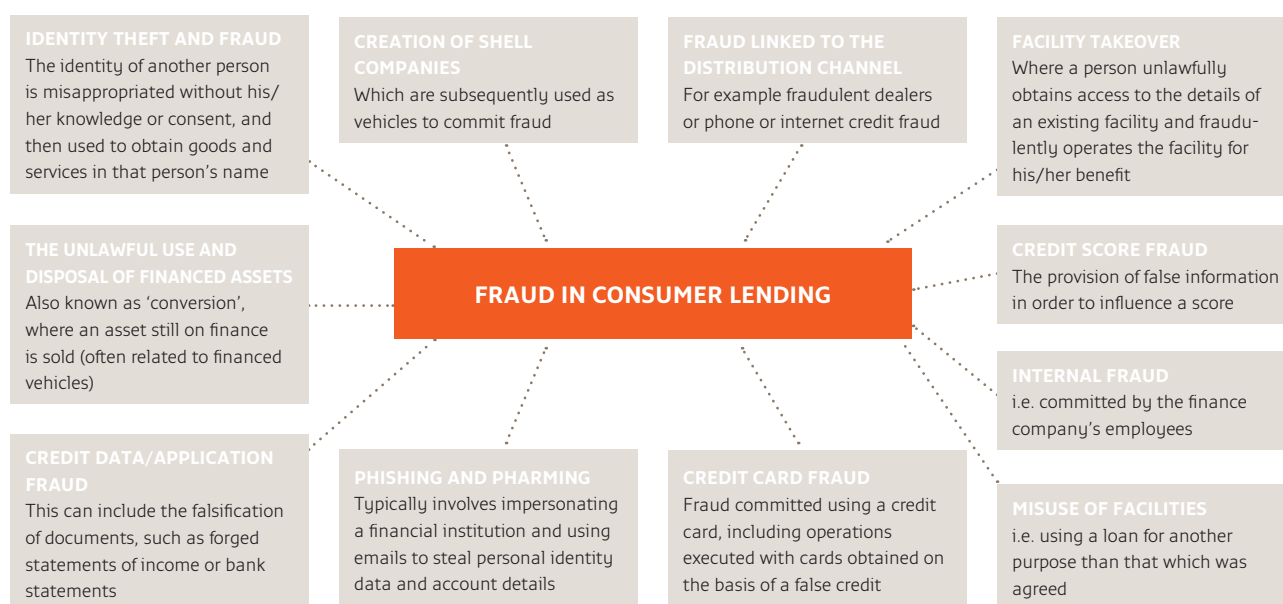 IDENTITY THEFT AND FRAUD
The identity of another person
is misappropriated without his/
her knowledge or consent, and
then used to obtain goods and
services in that person's name
CREATION OF SHELL
COMPANIES
Which are subsequently used as
vehicles to commit fraud
FRAUD LINKED TO THE
DISTRIBUTION CHANNEL
For example fraudulent dealers
or phone or internet credit fraud
FACILITY TAKEOVER
Where a person unlawfully
obtains access to the details of
an existing facility and fraudu-
lently operates the facility for
his/her benefit
THE UNLAWFUL USE AND
DISPOSAL OF FINANCED ASSETS
Also known as 'conversion',
where an asset still on finance
is sold (often related to financed
vehicles)
FRAUD IN CONSUMER LENDING
CREDIT SCORE FRAUD
The provision of false information
in order to influence a score
INTERNAL FRAUD
i.e. committed by the finance
company's employees
CREDIT DATA/APPLICATION
FRAUD
This can include the falsification
of documents, such as forged
statements of income or bank
statements
PHISHING AND PHARMING
Typically involves impersonating
a financial institution and using
emails to steal personal identity
data and account details
CREDIT CARD FRAUD
Fraud committed using a credit
card, including operations
executed with cards obtained on
the basis of a false credit
MISUSE OF FACILITIES
i.e. using a loan for another
purpose than that which was
agreed